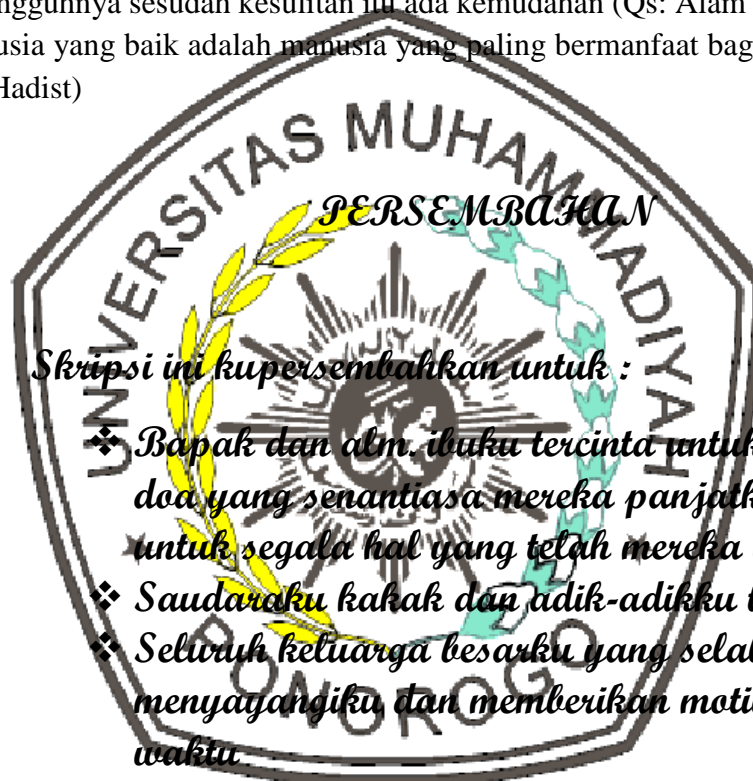 ngguhnya sesudah kesulitan itu ada kemudahan (Qs: Alam
usia yang baik adalah manusia yang paling bermanfaat bag
Hadist)
UNIVERSITAS MUHAMMADIYAH
PERSEMBAHAN
Skripsi ini kupersembahkan untuk :
❖ Bapak dan alm. ibuku tercinta untuk
doa yang senantiasa mereka panjatk
untuk segala hal yang telah mereka
❖ Saudaraku kakak dan adik-adikku t
❖ Seluruh keluarga besarku yang selal
menyayangiku dan memberikan moti
waktu
PONOROGO